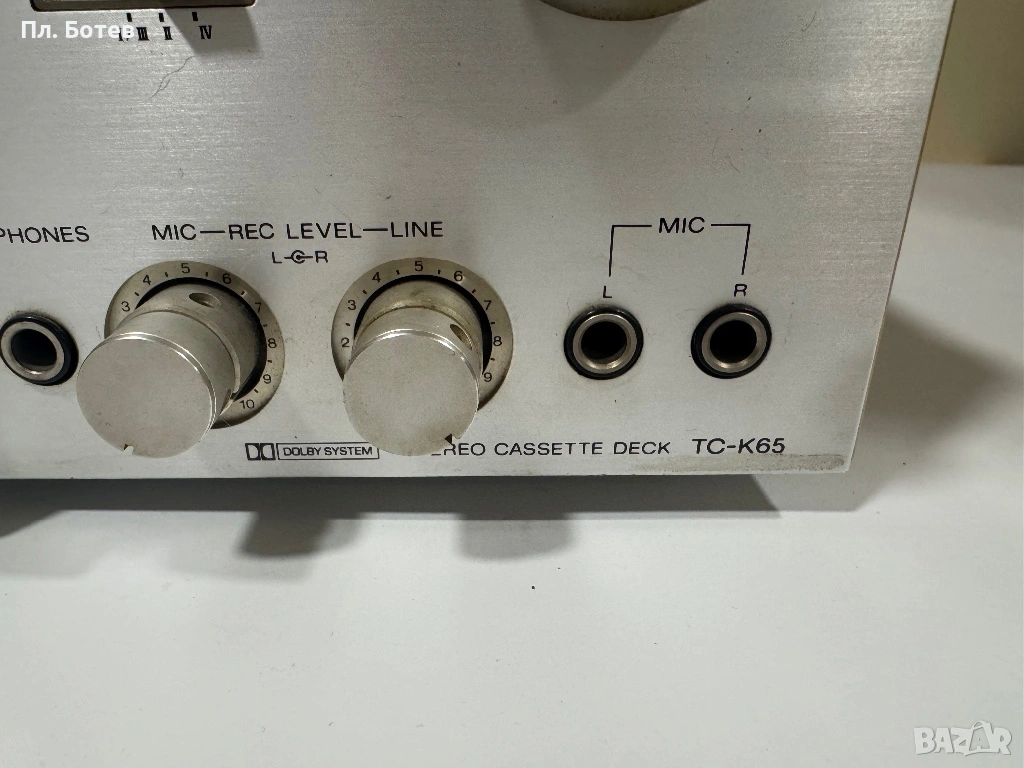 Пл. Ботев
III II IV
PHONES
MIC—REC LEVEL—LINE
L R
MIC
L R
3 4 5 6 7 8 9 10
2 3 4 5 6 7 8 9
DOLBY SYSTEM
EREO CASSETTE DECK TC-K65
BAZAR